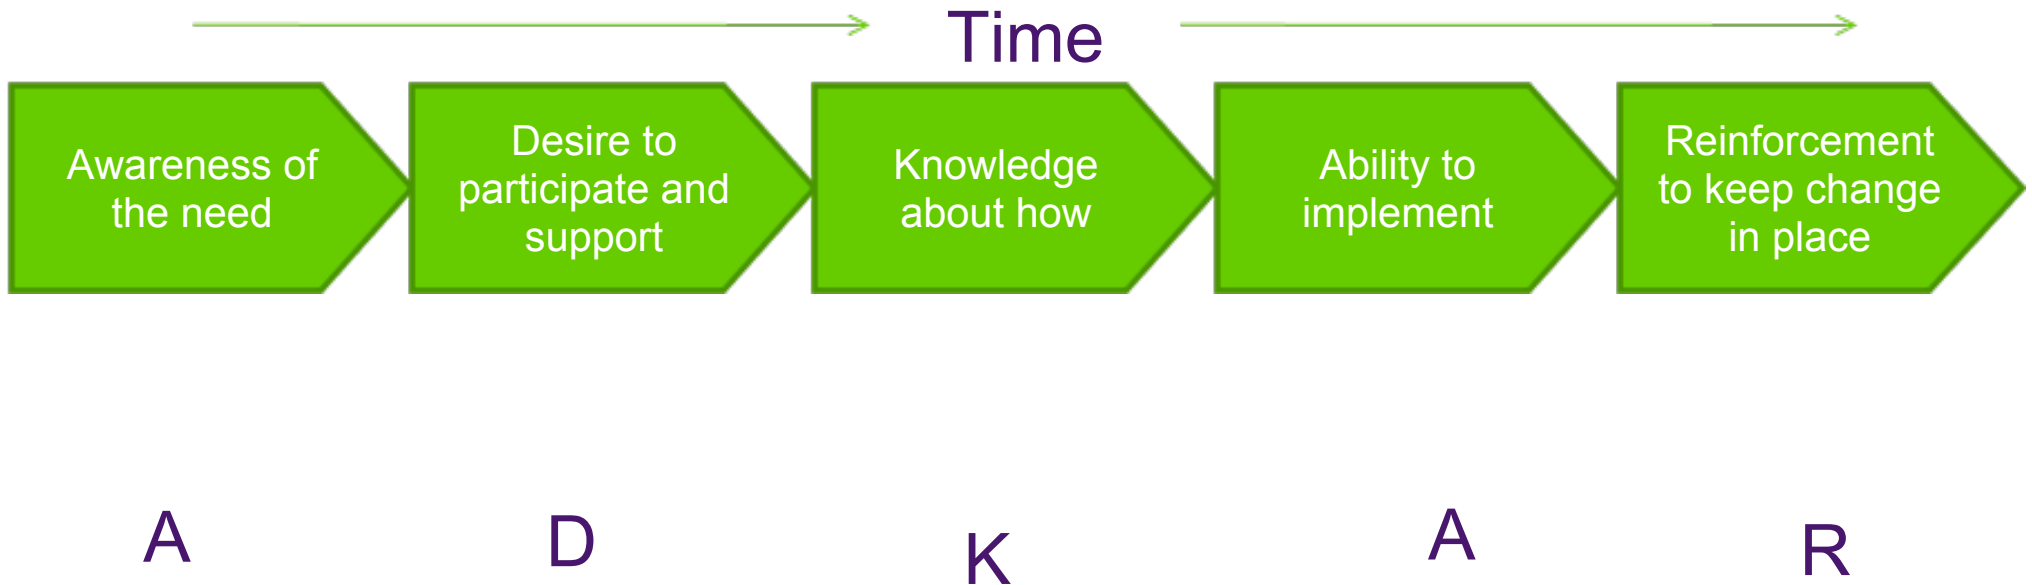 Time
Awareness of
the need
Desire to
participate and
support
Knowledge
about how
Ability to
implement
Reinforcement
to keep change
in place
A
D
K
A
R